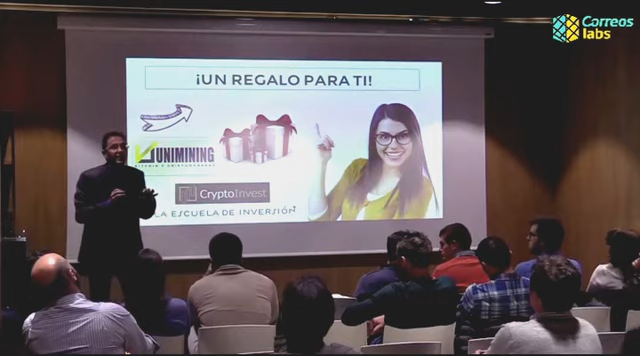 Correos
labs
¡UN REGALO PARA TI!
UNIMINING
CryptoInvest
LA ESCUELA DE INVERSIÓN